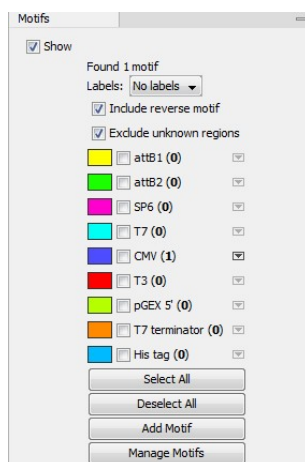 Motifs
Show
Found 1 motif
Labels: No labels
Include reverse motif
Exclude unknown regions
attB1 (0)
attB2 (0)
SP6 (0)
T7 (0)
CMV (1)
T3 (0)
pGEX 5' (0)
T7 terminator (0)
His tag (0)
Select All
Deselect All
Add Motif
Manage Motifs